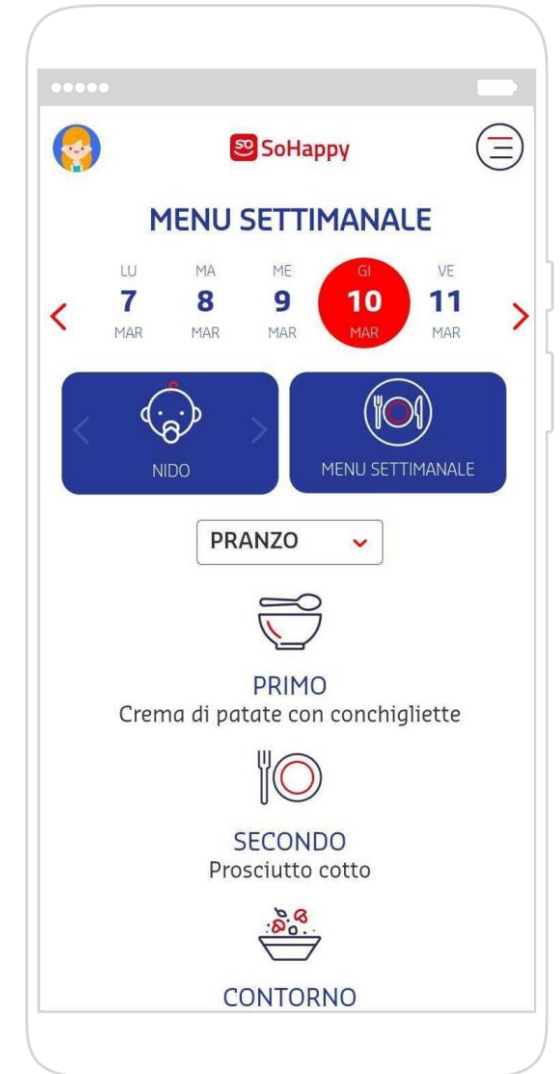 so SoHappy
MENU SETTIMANALE
LU MA ME GI VE
7 8 9 10 11
MAR MAR MAR MAR MAR
NIDO MENU SETTIMANALE
PRANZO
PRIMO
Crema di patate con conchigliette
SECONDO
Prosciutto cotto
CONTORNO